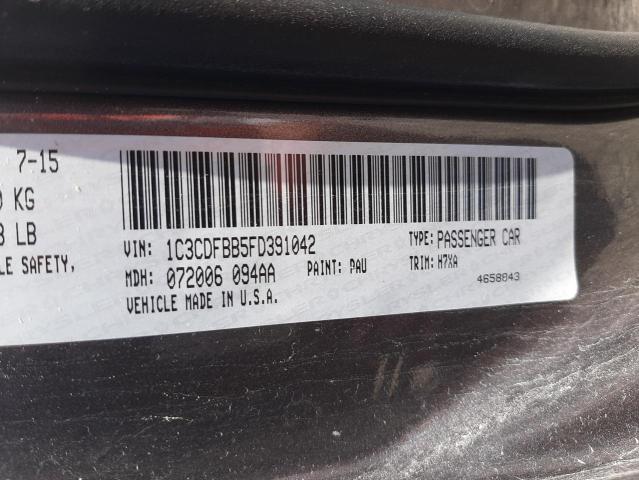 7-15
KG
LB
LE SAFETY,
VIN: 1C3CDFBB5FD391042
TYPE: PASSENGER CAR
MDH: 072006 094AA
PAINT: PAU
TRIM: H7XA
VEHICLE MADE IN U.S.A.
4658843